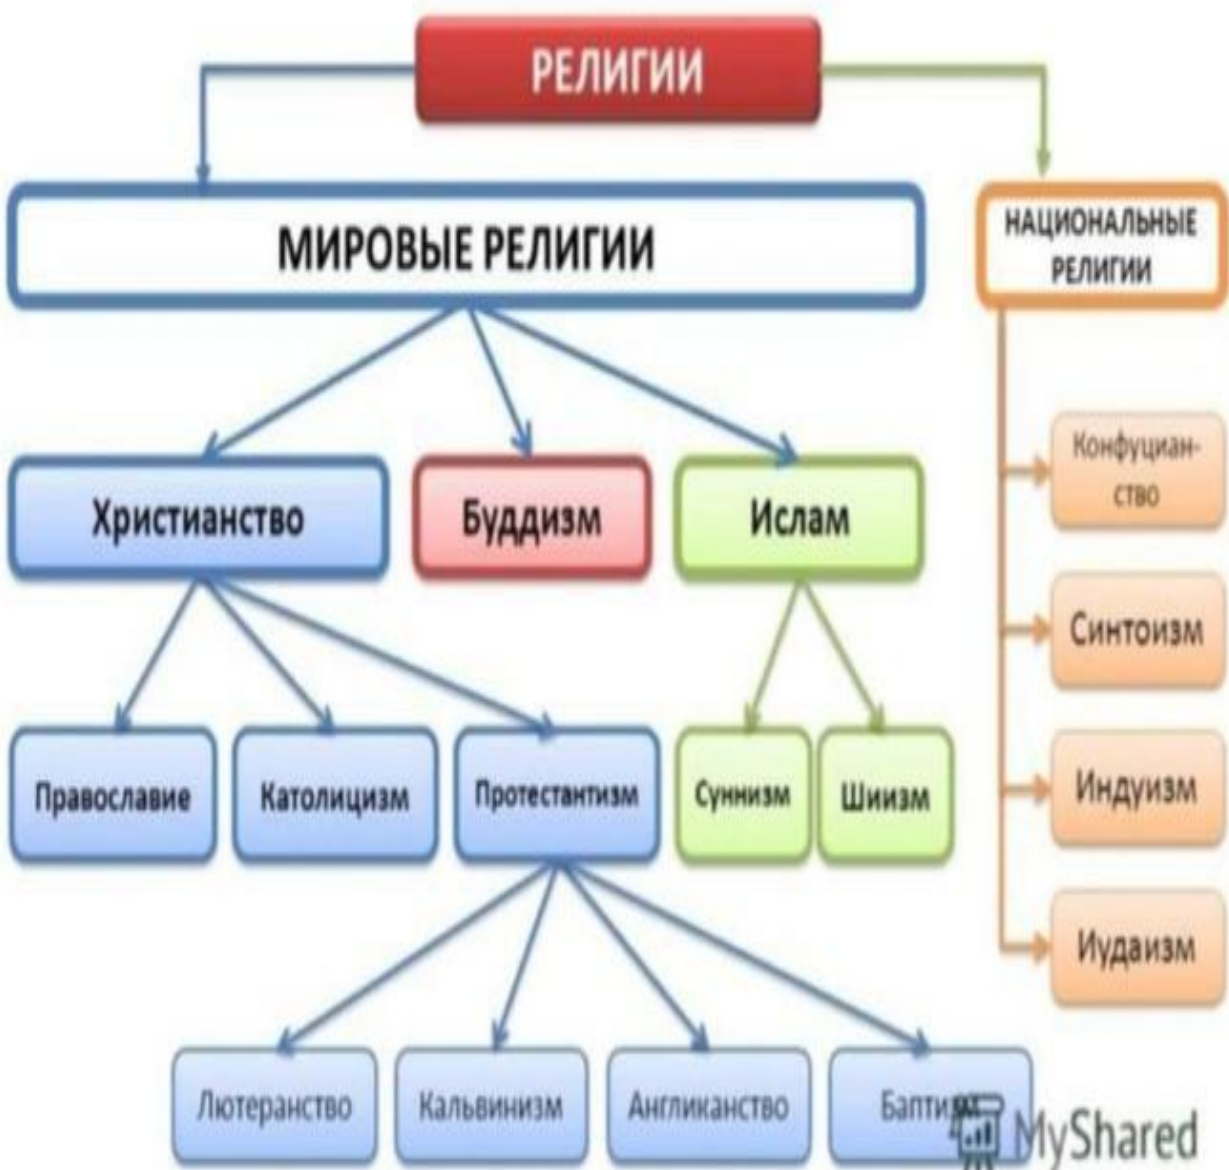 РЕЛИГИИ
МИРОВЫЕ РЕЛИГИИ
НАЦИОНАЛЬНЫЕ
РЕЛИГИИ
Христианство
Буддизм
Ислам
Конфуциан-
ство
Синтоизм
Индуизм
Иудаизм
Православие
Католицизм
Протестантизм
Суннизм
Шиизм
Лютеранство
Кальвинизм
Англиканство
Баптизм
MyShared